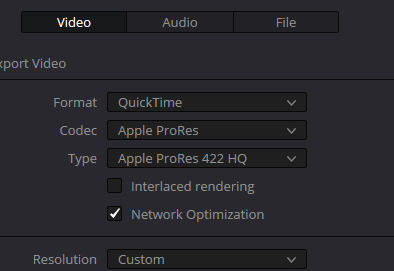 Video Audio File
xport Video
Format QuickTime
Codec Apple ProRes
Type Apple ProRes 422 HQ
Interlaced rendering
Network Optimization
Resolution Custom